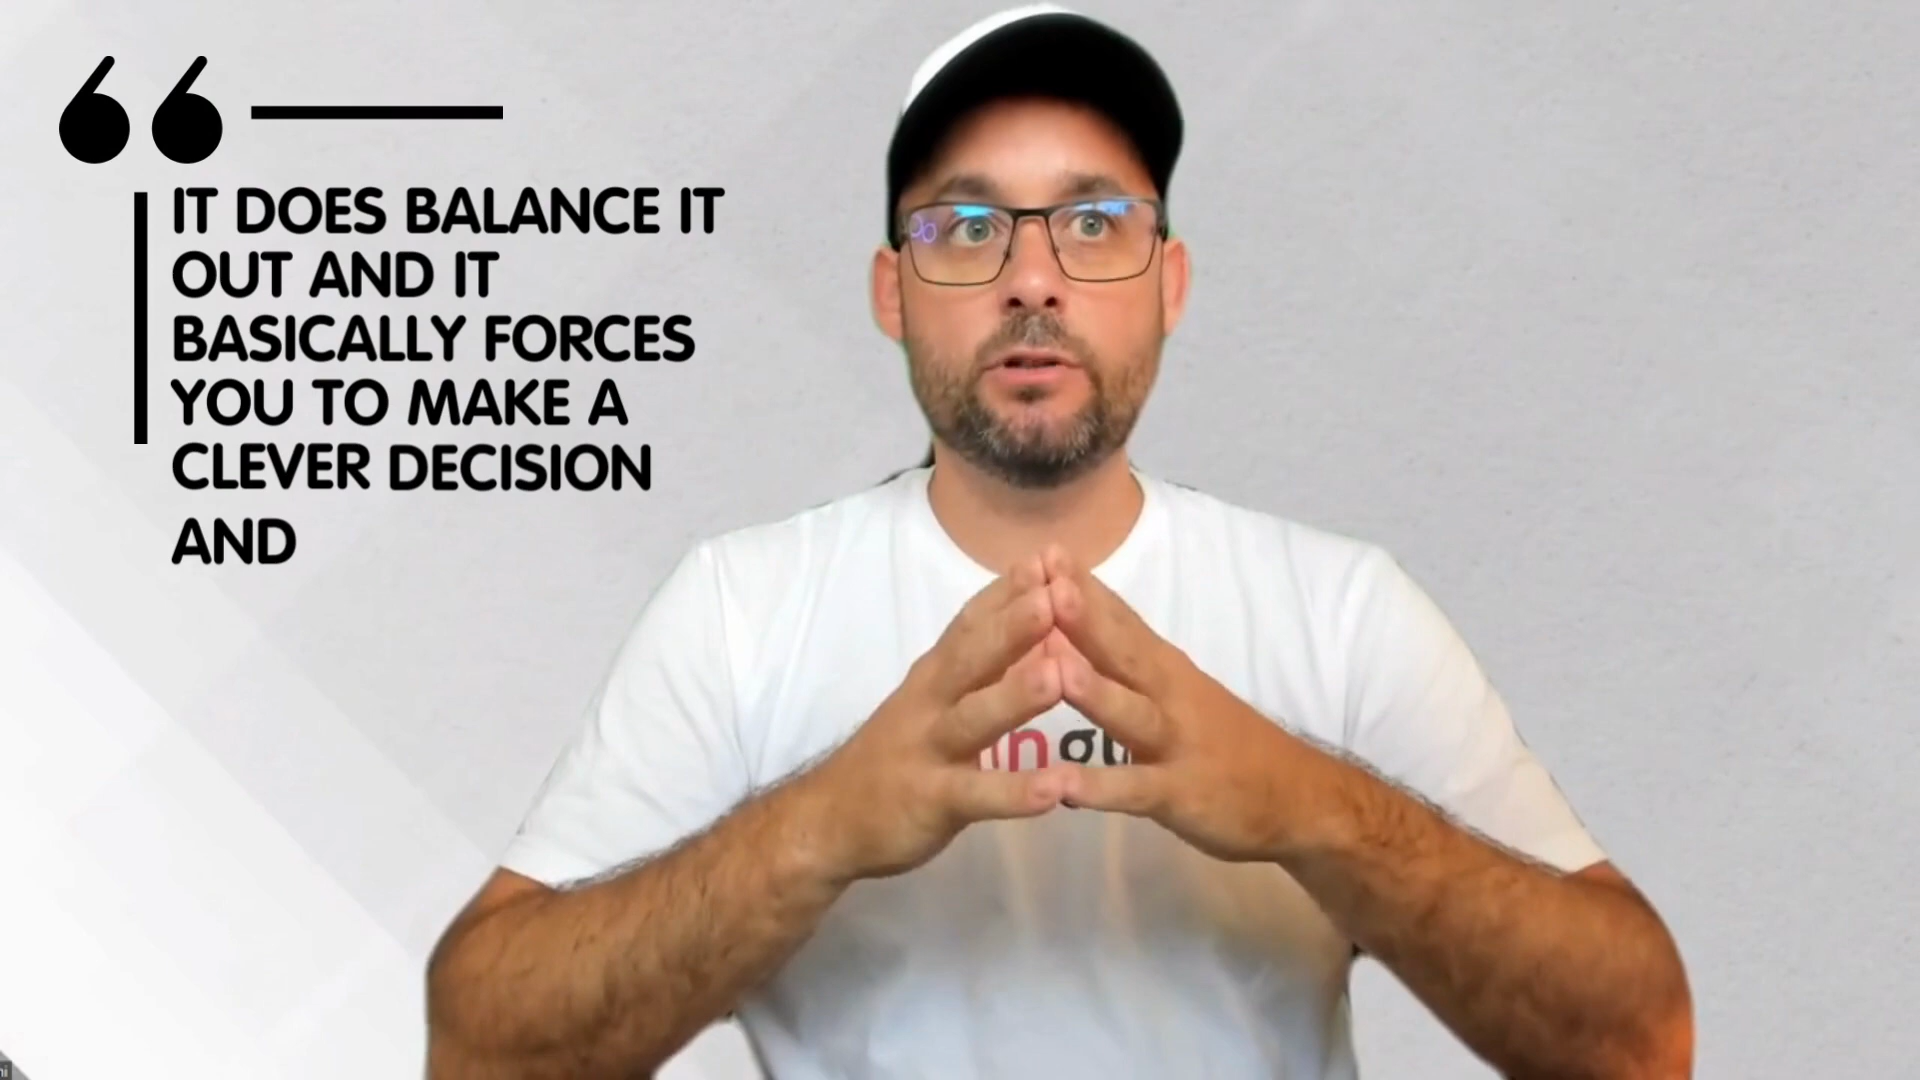 IT DOES BALANCE IT
OUT AND IT
BASICALLY FORCES
YOU TO MAKE A
CLEVER DECISION
AND